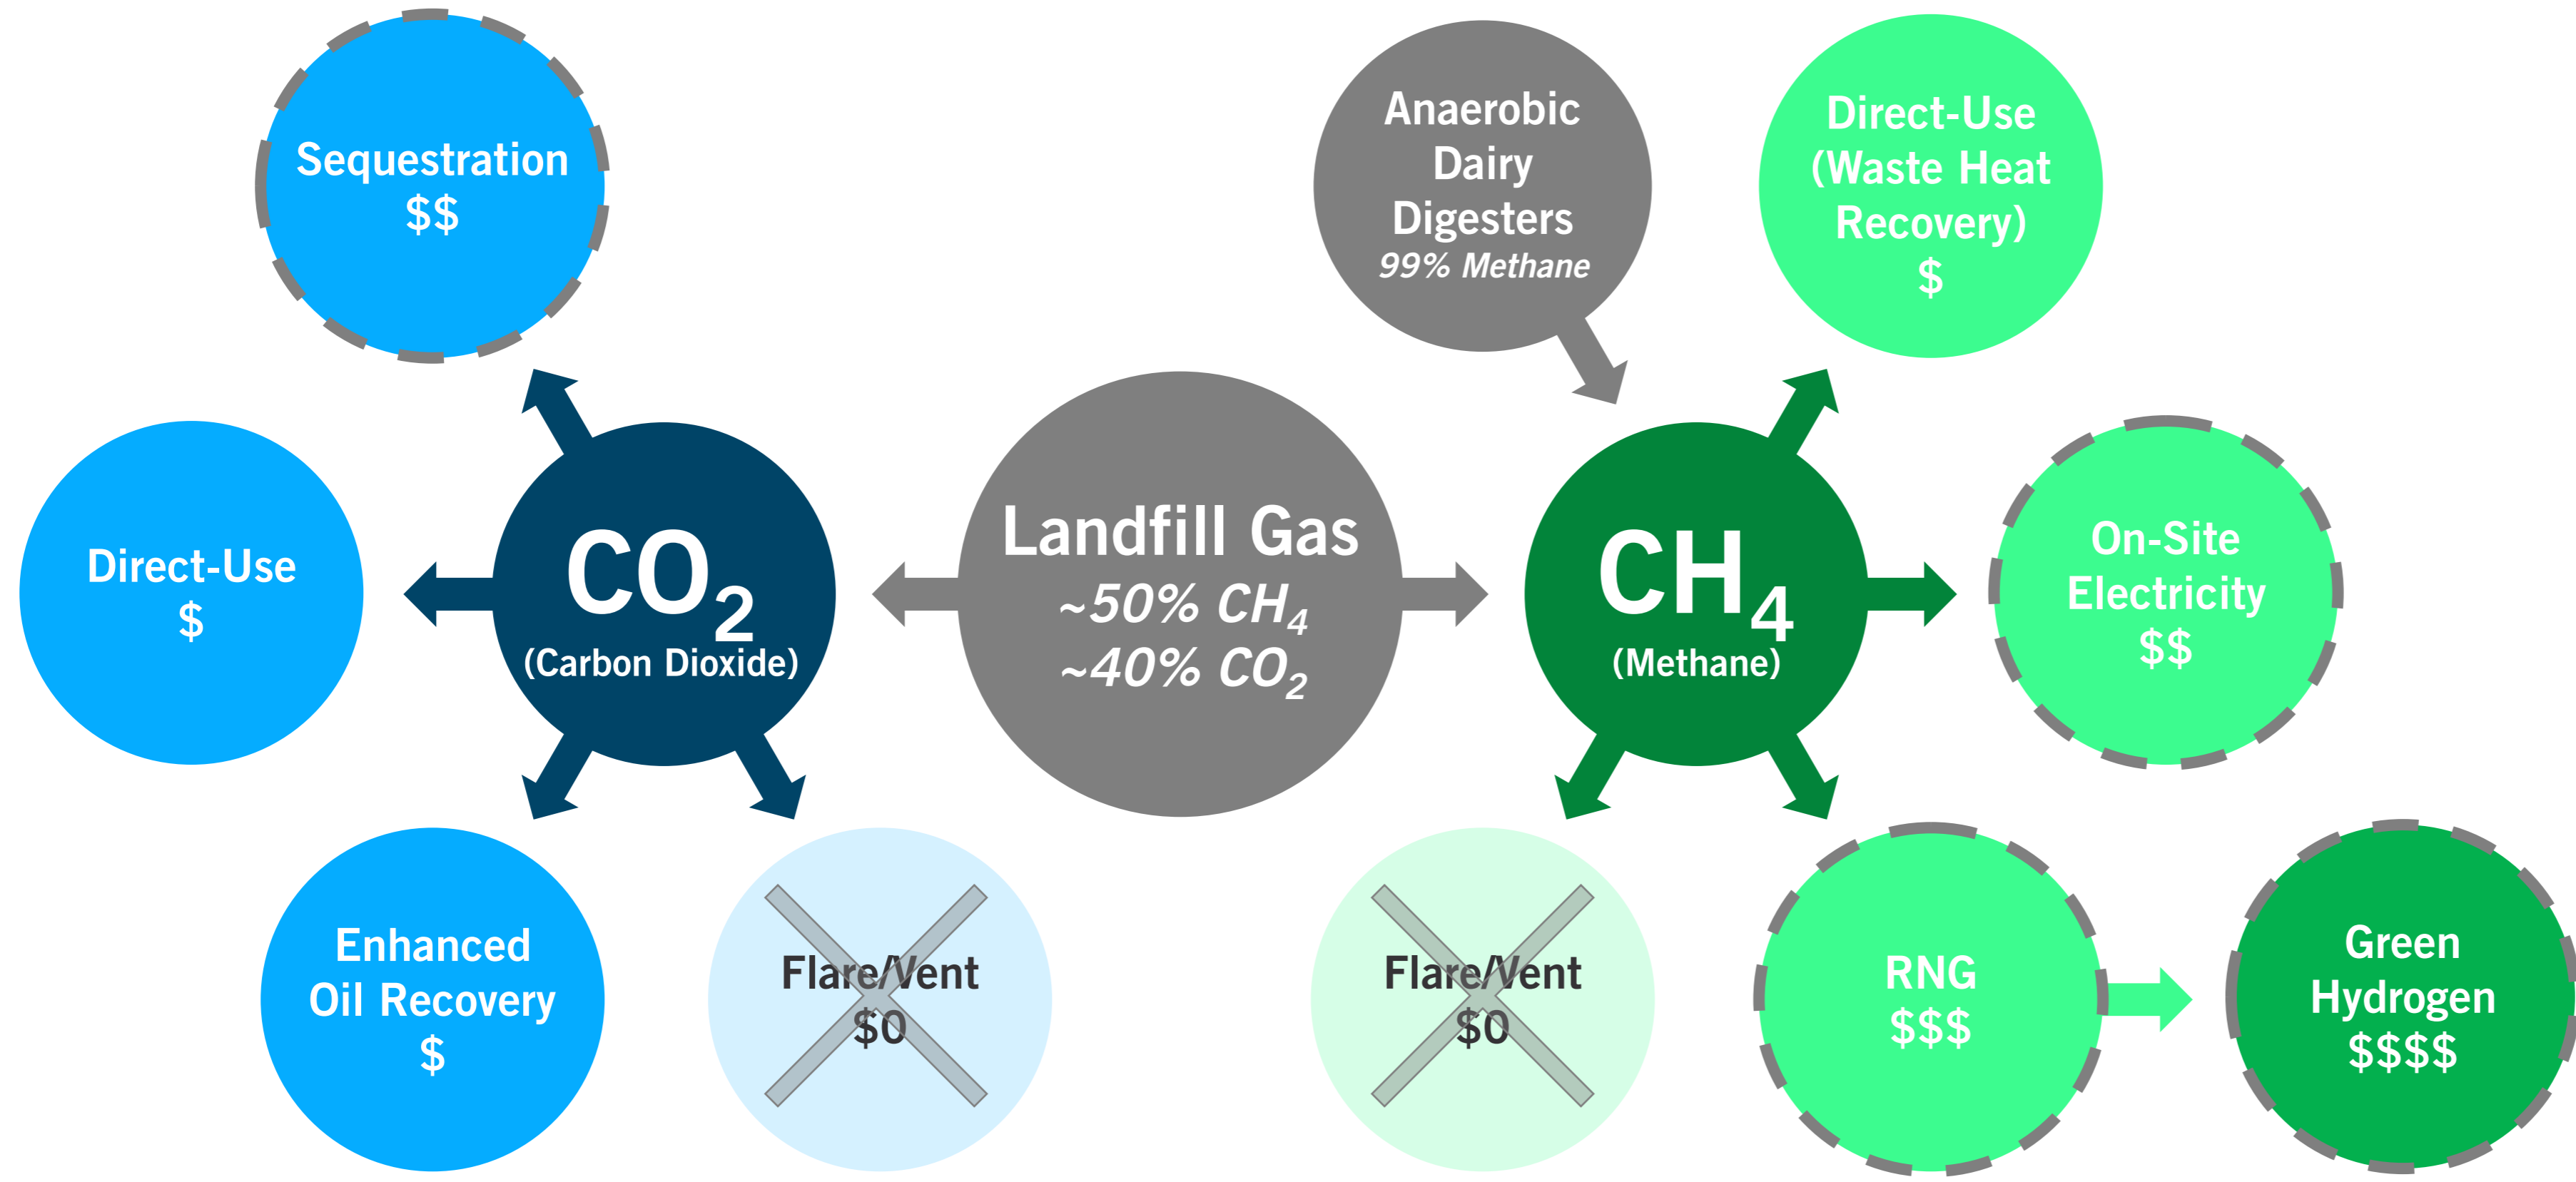 Sequestration
$$
Direct-Use
$
CO₂
(Carbon Dioxide)
Enhanced
Oil Recovery
$
Flare/Vent
$0
Landfill Gas
~50% CH₄
~40% CO₂
Anaerobic
Dairy
Digesters
99% Methane
CH₄
(Methane)
Direct-Use
(Waste Heat
Recovery)
$
On-Site
Electricity
$$
Flare/Vent
$0
RNG
$$$
Green
Hydrogen
$$$$